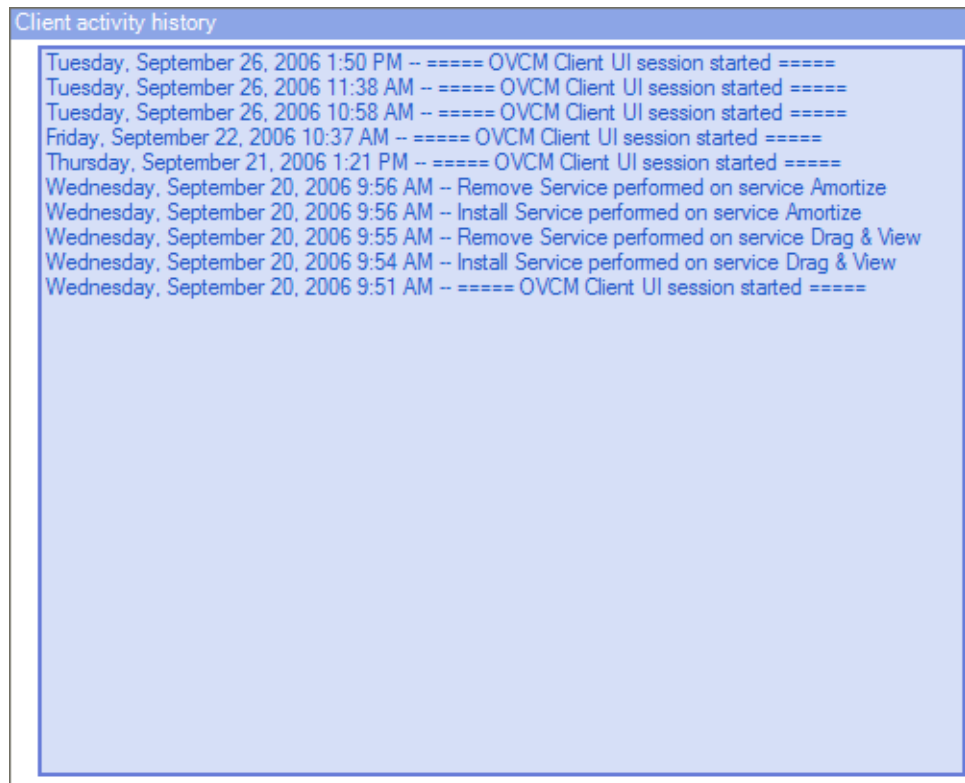 Client activity history
Tuesday, September 26, 2006 1:50 PM -- ===== OVCM Client UI session started =====
Tuesday, September 26, 2006 11:38 AM -- ===== OVCM Client UI session started =====
Tuesday, September 26, 2006 10:58 AM -- ===== OVCM Client UI session started =====
Friday, September 22, 2006 10:37 AM -- ===== OVCM Client UI session started =====
Thursday, September 21, 2006 1:21 PM -- ===== OVCM Client UI session started =====
Wednesday, September 20, 2006 9:56 AM -- Remove Service performed on service Amortize
Wednesday, September 20, 2006 9:56 AM -- Install Service performed on service Amortize
Wednesday, September 20, 2006 9:55 AM -- Remove Service performed on service Drag & View
Wednesday, September 20, 2006 9:54 AM -- Install Service performed on service Drag & View
Wednesday, September 20, 2006 9:51 AM -- ===== OVCM Client UI session started =====